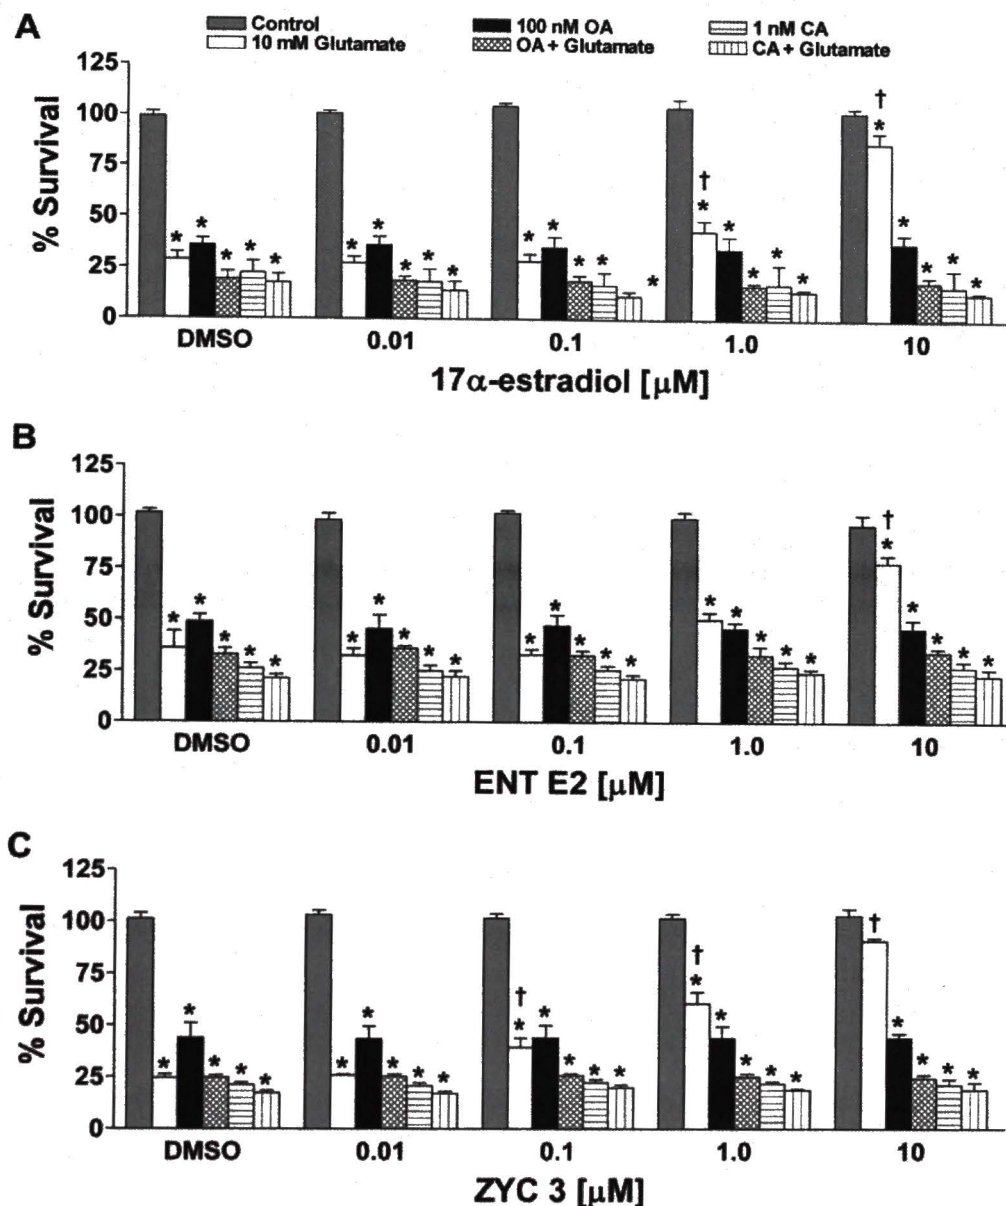 A
Control
100 nM OA
1 nM CA
10 mM Glutamate
OA + Glutamate
CA + Glutamate
125
100
75
50
25
0
% Survival
† * * * * * *
* * * * *
* * * * *
† * * * * *
† * * * * *
DMSO 0.01 0.1 1.0 10
17α-estradiol [μM]
B
125
100
75
50
25
0
% Survival
* * * * *
* * * * *
* * * * *
* * * * *
† * * * * *
DMSO 0.01 0.1 1.0 10
ENT E2 [μM]
C
125
100
75
50
25
0
% Survival
* * * * *
* * * * *
† * * * * *
† * * * * *
† * * * *
DMSO 0.01 0.1 1.0 10
ZYC 3 [μM]